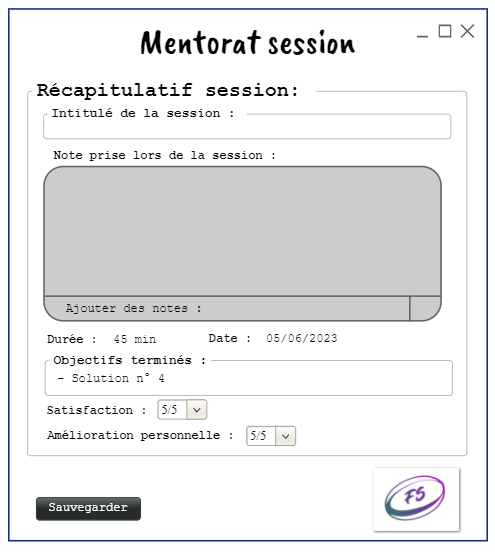 Mentorat session
Récapitulatif session:
Intitulé de la session :
Note prise lors de la session :
Ajouter des notes :
Durée : 45 min Date : 05/06/2023
Objectifs terminés :
- Solution n° 4
Satisfaction : 5/5
Amélioration personnelle : 5/5
Sauvegarder
FS